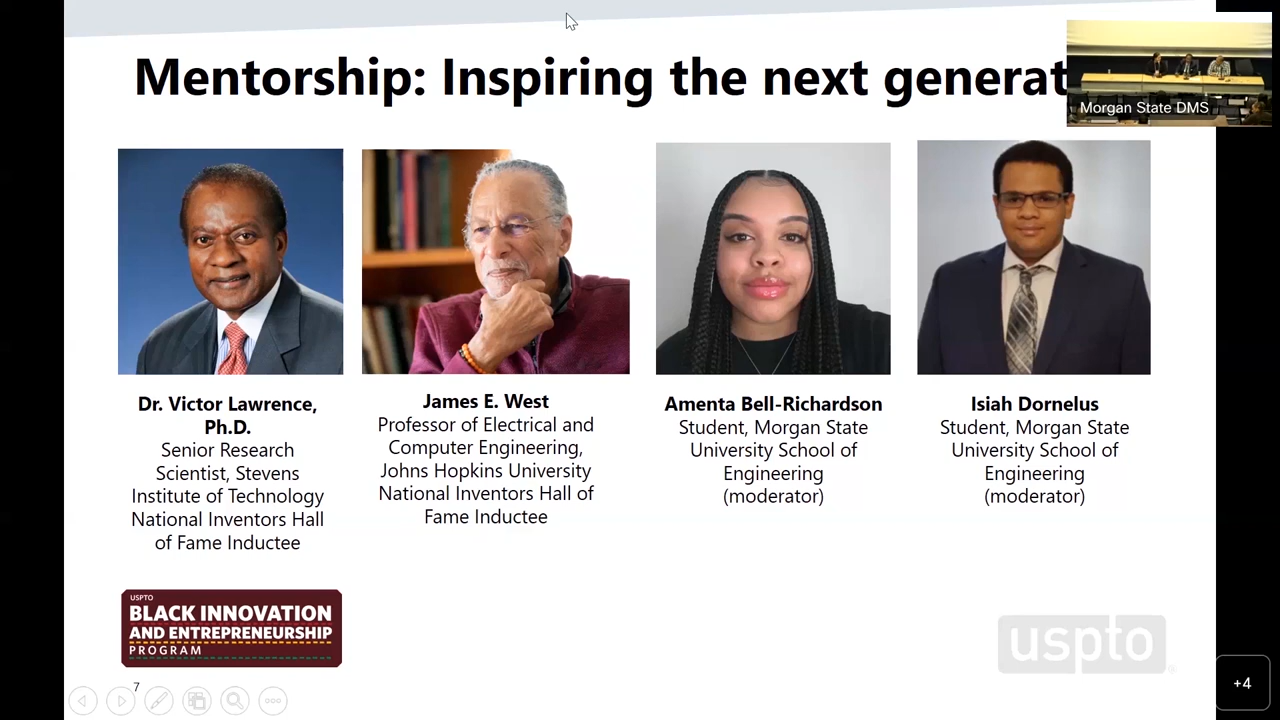 Mentorship: Inspiring the next generat
Morgan State DMS
Dr. Victor Lawrence,
Ph.D.
Senior Research
Scientist, Stevens
Institute of Technology
National Inventors Hall
of Fame Inductee
James E. West
Professor of Electrical and
Computer Engineering,
Johns Hopkins University
National Inventors Hall of
Fame Inductee
Amenta Bell-Richardson
Student, Morgan State
University School of
Engineering
(moderator)
Isiah Dornelus
Student, Morgan State
University School of
Engineering
(moderator)
USPTO
BLACK INNOVATION
AND ENTREPRENEURSHIP
PROGRAM
uspto
7
+4